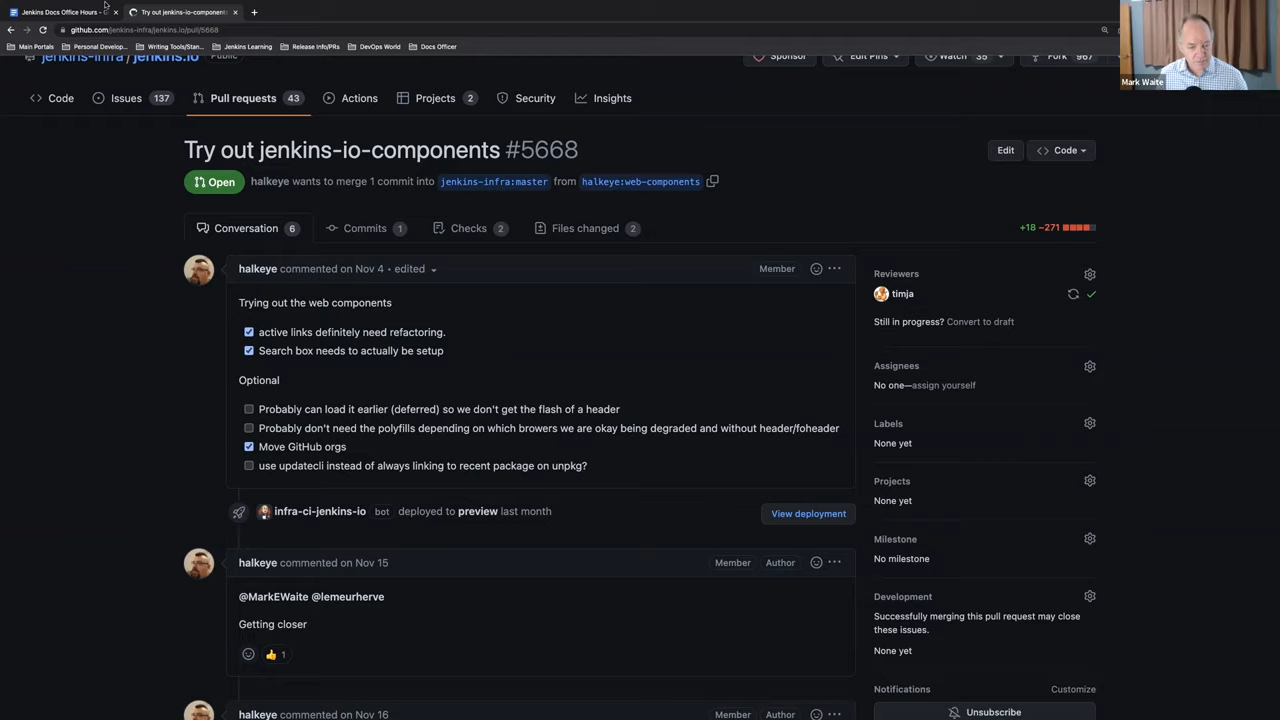 Jenkins Docs Office Hours - G
Try out jenkins-io-components
github.com/jenkins-infra/jenkins.io/pull/5668
Main Portals
Personal Develop...
Writing Tools/Stan...
Jenkins Learning
Release Info/PRs
DevOps World
Docs Officer
Mark Waite
jenkins-infra / jenkins.io Public
Sponsor
Edit Pins
Watch 35
Fork 967
Code
Issues 137
Pull requests 43
Actions
Projects 2
Security
Insights
Try out jenkins-io-components #5668
Edit
Code
Open
halkeye wants to merge 1 commit into jenkins-infra:master from halkeye:web-components
Conversation 6
Commits 1
Checks 2
Files changed 2
+18 −271
halkeye commented on Nov 4 • edited
Member
Trying out the web components
active links definitely need refactoring.
Search box needs to actually be setup
Optional
Probably can load it earlier (deferred) so we don't get the flash of a header
Probably don't need the polyfills depending on which browers we are okay being degraded and without header/foheader
Move GitHub orgs
use updatecli instead of always linking to recent package on unpkg?
infra-ci-jenkins-io bot deployed to preview last month
View deployment
halkeye commented on Nov 15
Member
Author
@MarkEWaite @lemeurherve
Getting closer
1
halkeye commented on Nov 16
Member
Author
Reviewers
timja
Still in progress? Convert to draft
Assignees
No one—assign yourself
Labels
None yet
Projects
None yet
Milestone
No milestone
Development
Successfully merging this pull request may close
these issues.
None yet
Notifications
Customize
Unsubscribe